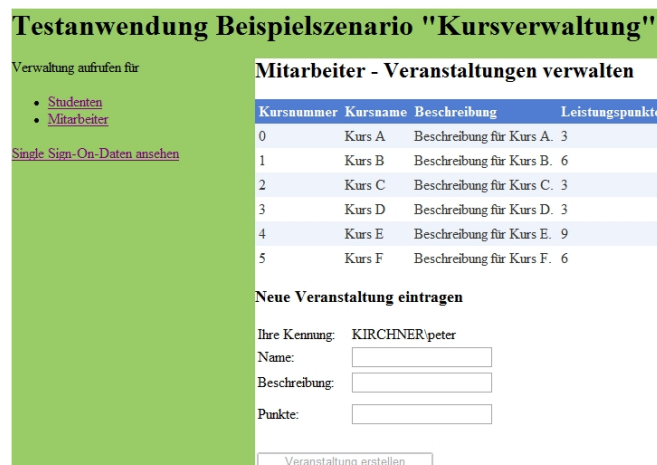 Testanwendung Beispielszenario "Kursverwaltung"
Verwaltung aufrufen für
Studenten
Mitarbeiter
Single Sign-On-Daten ansehen
Mitarbeiter - Veranstaltungen verwalten
Kursnummer Kursname Beschreibung Leistungspunkte
0 Kurs A Beschreibung für Kurs A. 3
1 Kurs B Beschreibung für Kurs B. 6
2 Kurs C Beschreibung für Kurs C. 3
3 Kurs D Beschreibung für Kurs D. 3
4 Kurs E Beschreibung für Kurs E. 9
5 Kurs F Beschreibung für Kurs F. 6
Neue Veranstaltung eintragen
Ihre Kennung: KIRCHNER\peter
Name:
Beschreibung:
Punkte:
Veranstaltung erstellen